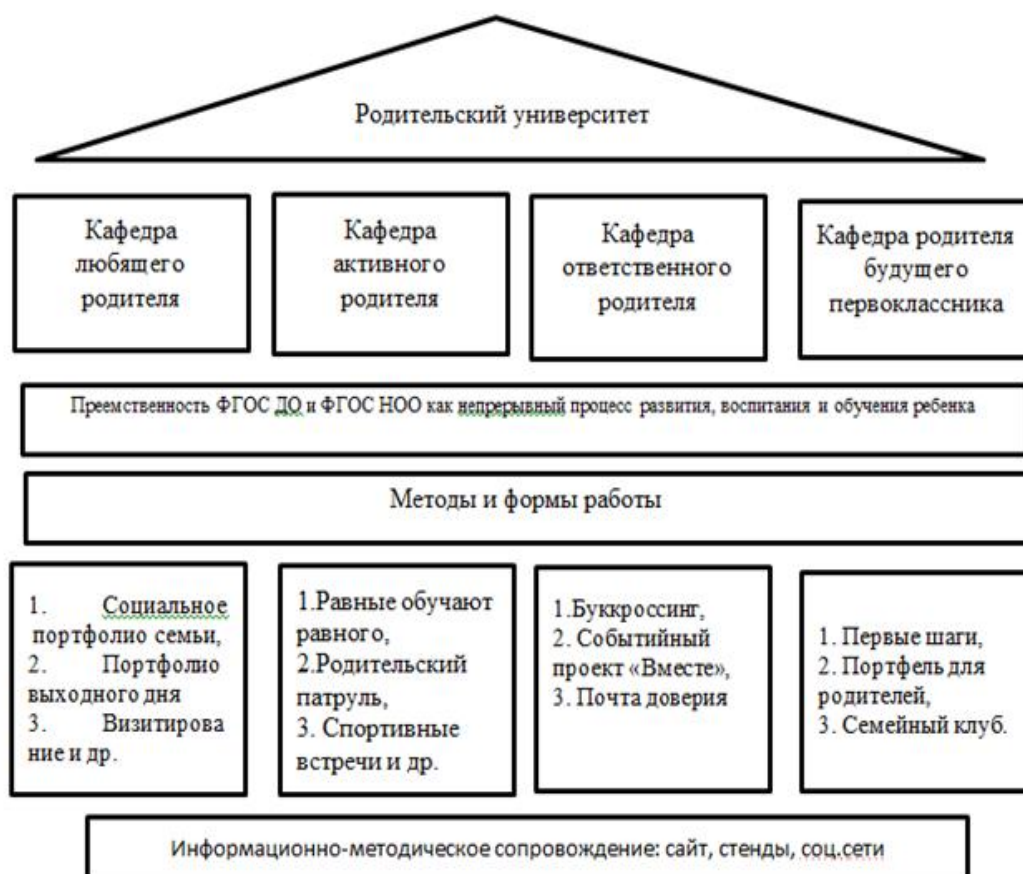 Родительский университет
Кафедра
любящего
родителя
Кафедра
активного
родителя
Кафедра
ответственного
родителя
Кафедра родителя
будущего
первоклассника
Преемственность ФГОС ДО и ФГОС НОО как непрерывный процесс развития, воспитания и обучения ребенка
Методы и формы работы
1. Социальное
портфолио семьи,
2. Портфолио
выходного дня
3. Визитирова
ние и др.
1.Равные обучают
равного,
2.Родительский
патруль,
3. Спортивные
встречи и др.
1.Буккроссинг,
2. Событийный
проект «Вместе»,
3. Почта доверия
1. Первые шаги,
2. Портфель для
родителей,
3. Семейный клуб.
Информационно-методическое сопровождение: сайт, стенды, соц.сети